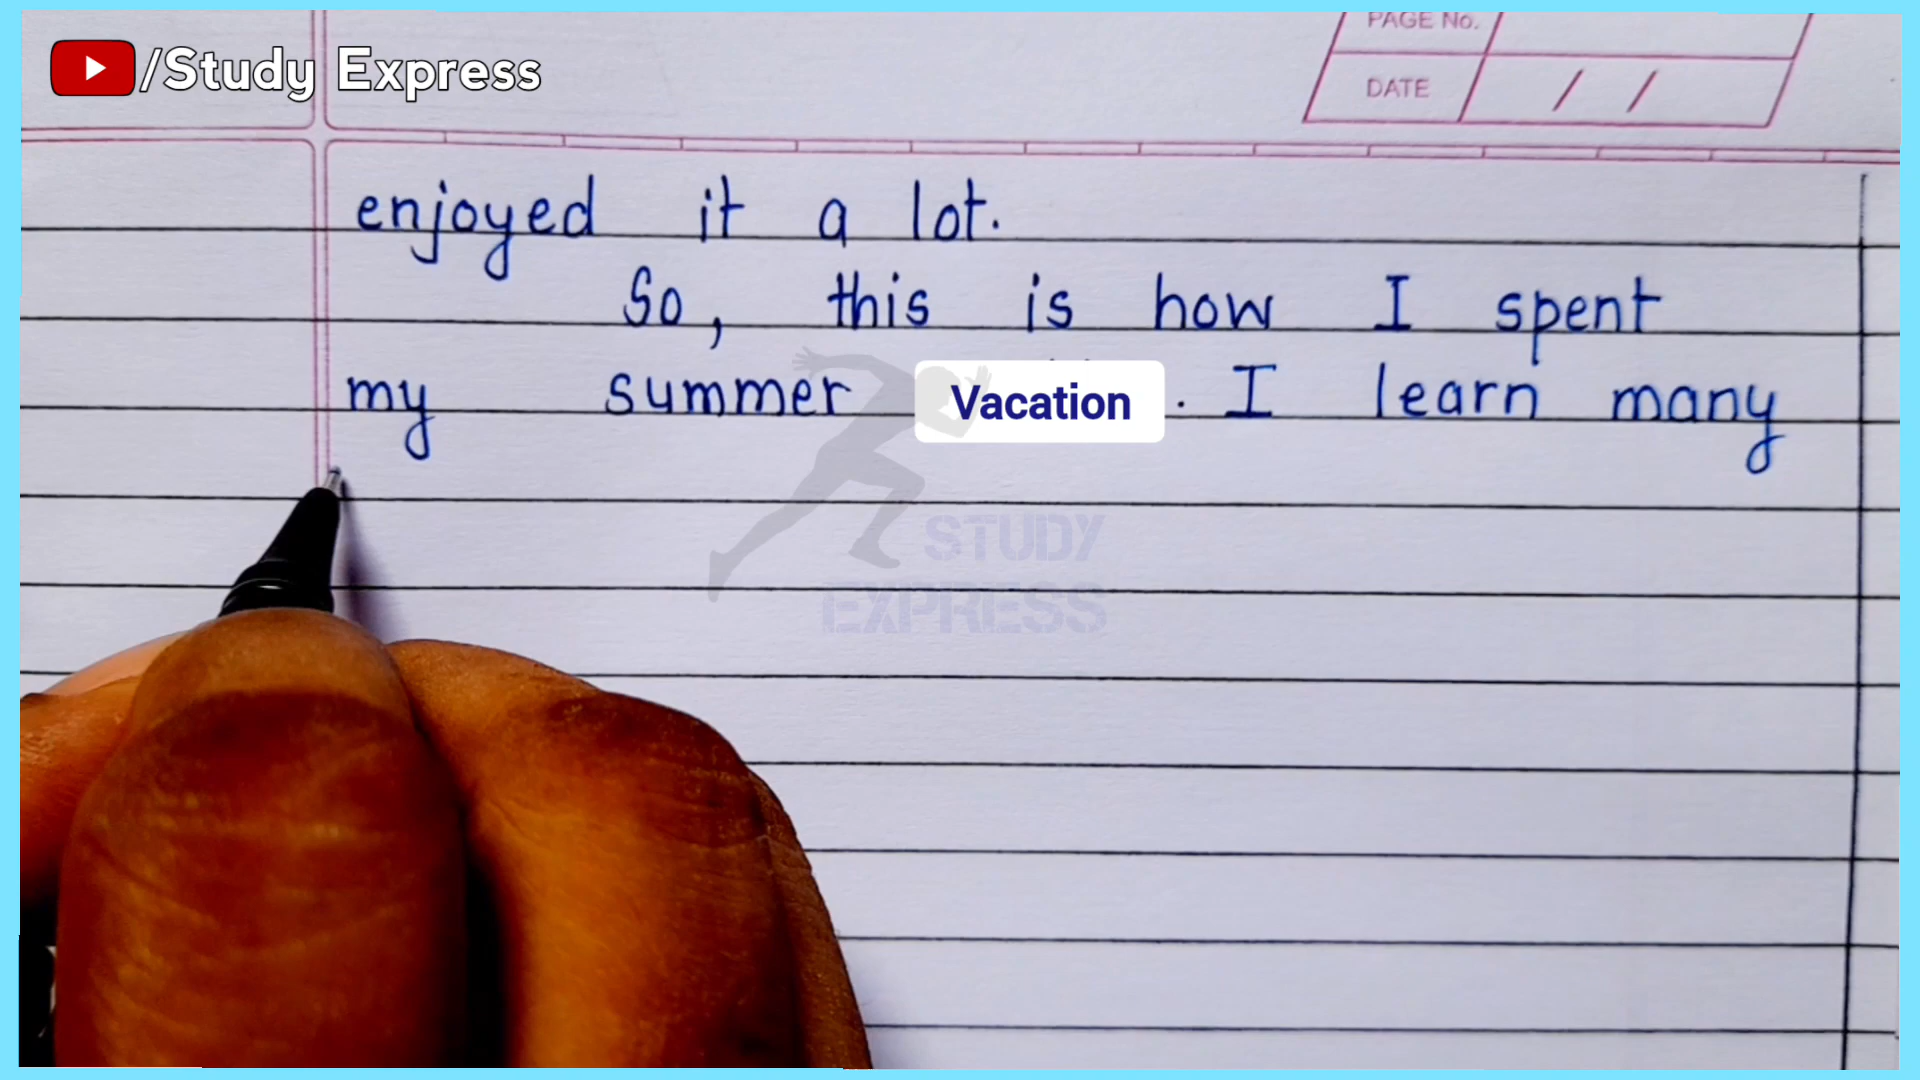 /Study Express
PAGE No.
DATE / /
enjoyed it a lot.
So, this is how I spent
my summer Vacation. I learn many
STUDY
EXPRESS